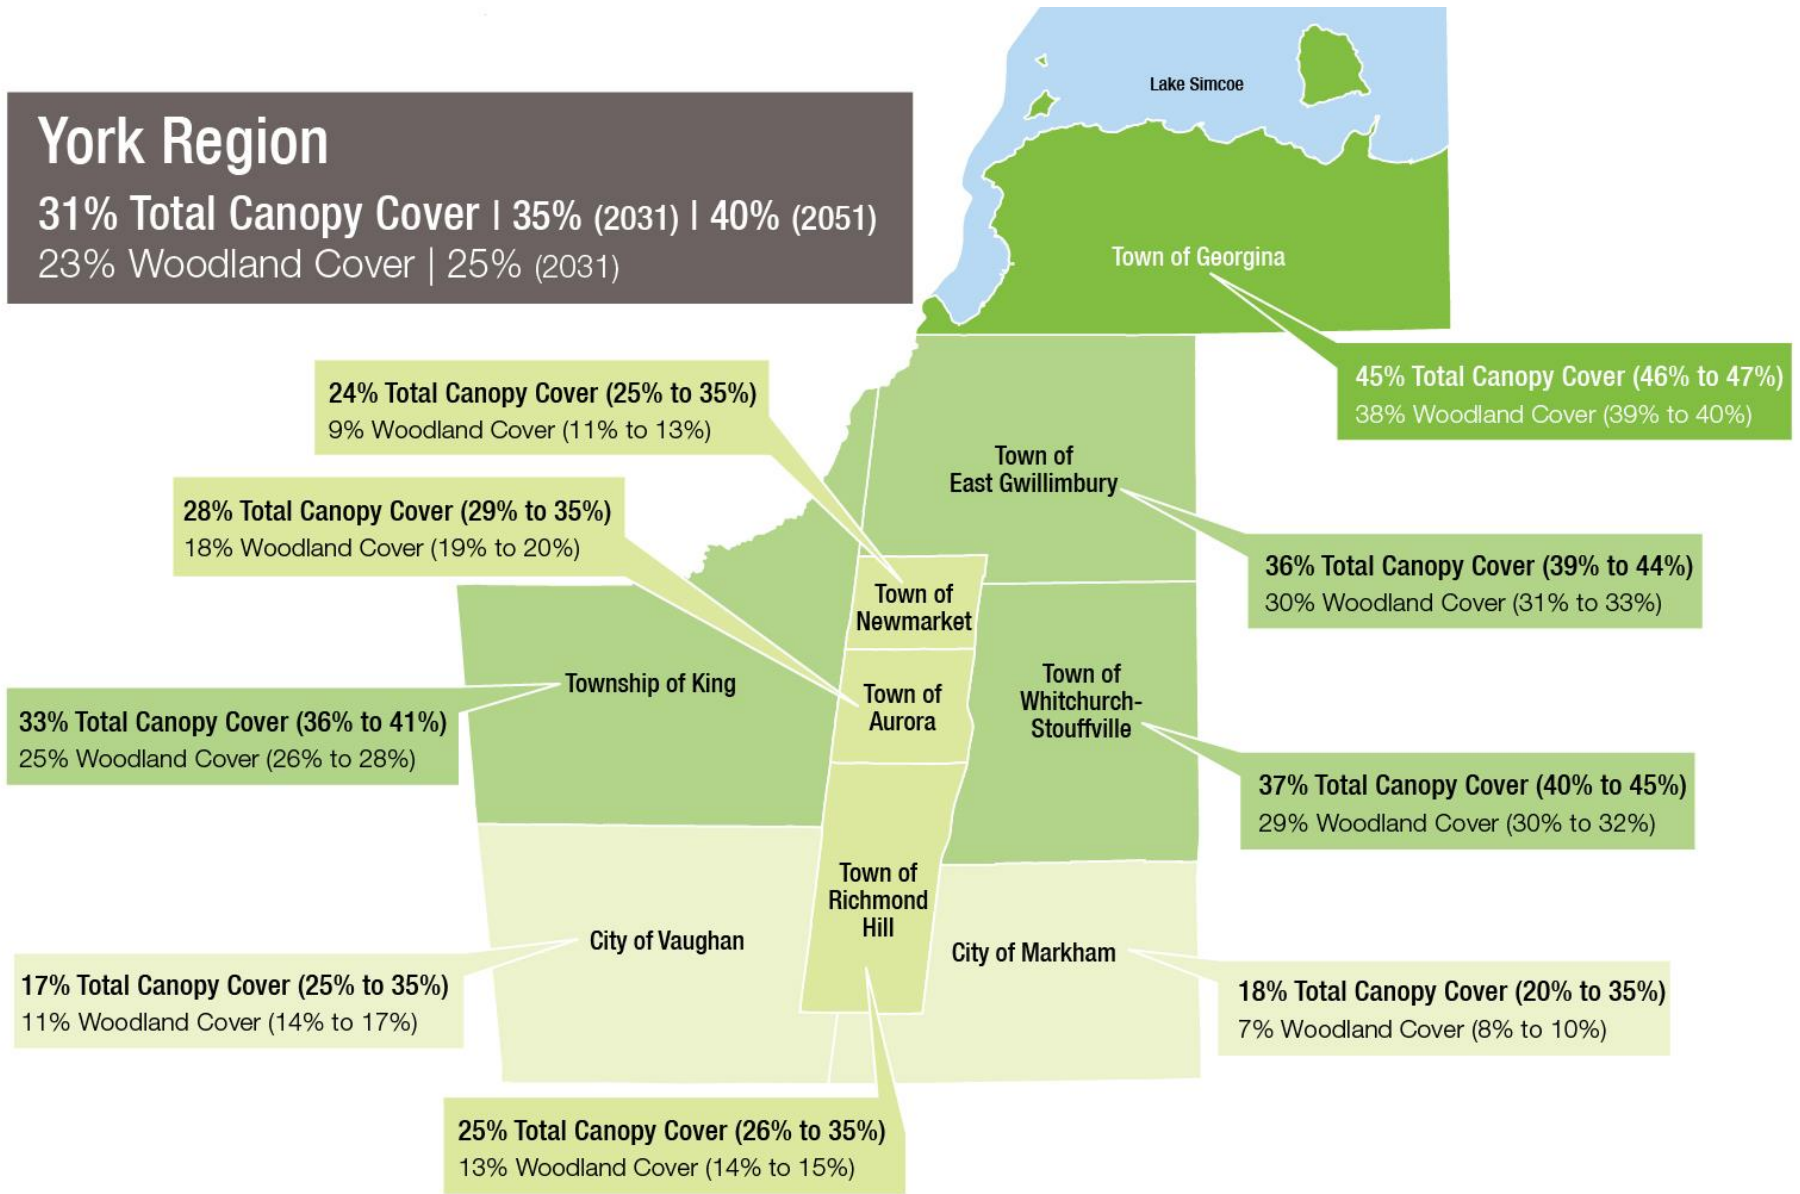 York Region
31% Total Canopy Cover | 35% (2031) | 40% (2051)
23% Woodland Cover | 25% (2031)
Lake Simcoe
Town of Georgina
45% Total Canopy Cover (46% to 47%)
38% Woodland Cover (39% to 40%)
24% Total Canopy Cover (25% to 35%)
9% Woodland Cover (11% to 13%)
Town of
East Gwillimbury
28% Total Canopy Cover (29% to 35%)
18% Woodland Cover (19% to 20%)
36% Total Canopy Cover (39% to 44%)
30% Woodland Cover (31% to 33%)
Town of
Newmarket
Township of King
Town of
Aurora
Town of
Whitchurch-
Stouffville
33% Total Canopy Cover (36% to 41%)
25% Woodland Cover (26% to 28%)
37% Total Canopy Cover (40% to 45%)
29% Woodland Cover (30% to 32%)
Town of
Richmond
Hill
City of Vaughan
City of Markham
17% Total Canopy Cover (25% to 35%)
11% Woodland Cover (14% to 17%)
18% Total Canopy Cover (20% to 35%)
7% Woodland Cover (8% to 10%)
25% Total Canopy Cover (26% to 35%)
13% Woodland Cover (14% to 15%)